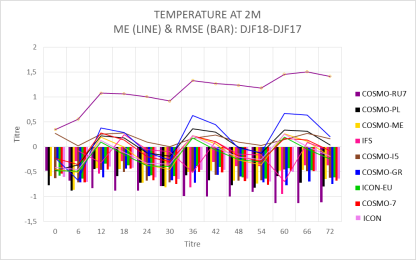 TEMPERATURE AT 2M
ME (LINE) & RMSE (BAR): DJF18-DJF17
2
1,5
1
0,5
0
-0,5
-1
-1,5
Titre
0 6 12 18 24 30 36 42 48 54 60 66 72
Titre
COSMO-RU7
COSMO-PL
COSMO-ME
IFS
COSMO-I5
COSMO-GR
ICON-EU
COSMO-7
ICON